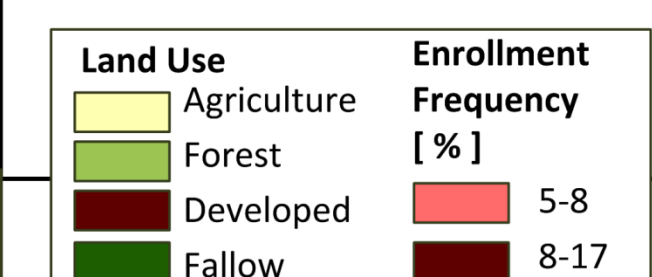 Land Use
Agriculture
Forest
Developed
Fallow
Enrollment
Frequency
[ % ]
5-8
8-17